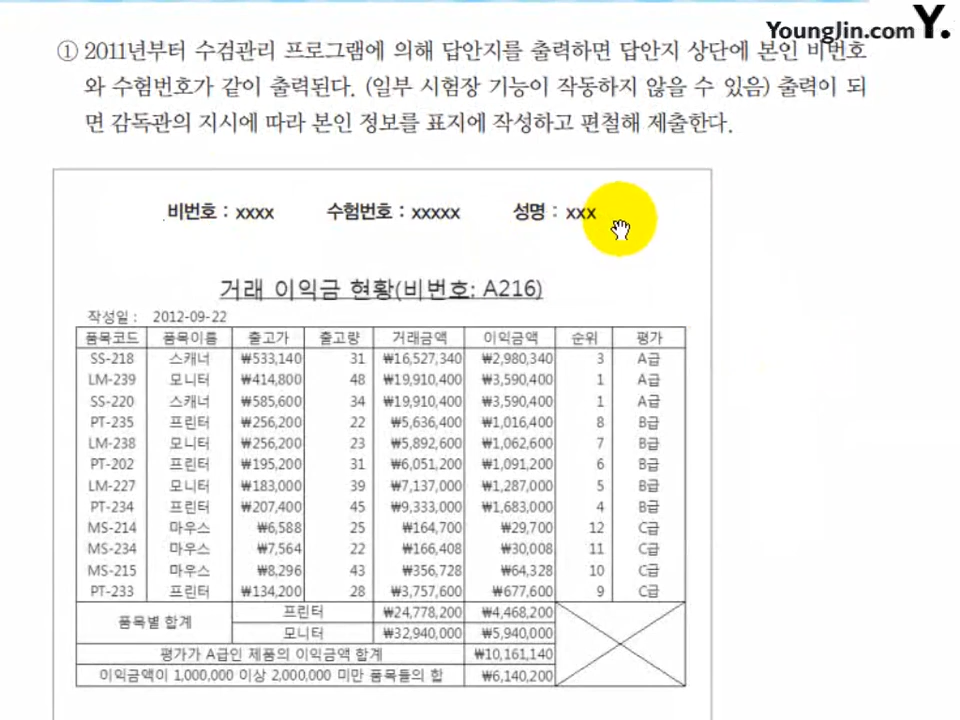 YoungJin.com Y.
① 2011년부터 수검관리 프로그램에 의해 답안지를 출력하면 답안지 상단에 본인 비번호
와 수험번호가 같이 출력된다. (일부 시험장 기능이 작동하지 않을 수 있음) 출력이 되
면 감독관의 지시에 따라 본인 정보를 표지에 작성하고 편철해 제출한다.
비번호 : xxxx 수험번호 : xxxxx 성명 : xxx
거래 이익금 현황(비번호: A216)
작성일 : 2012-09-22
품목코드 품목이름 출고가 출고량 거래금액 이익금액 순위 평가
SS-218 스캐너 ₩533,140 31 ₩16,527,340 ₩2,980,340 3 A급
LM-239 모니터 ₩414,800 48 ₩19,910,400 ₩3,590,400 1 A급
SS-220 스캐너 ₩585,600 34 ₩19,910,400 ₩3,590,400 1 A급
PT-235 프린터 ₩256,200 22 ₩5,636,400 ₩1,016,400 8 B급
LM-238 모니터 ₩256,200 23 ₩5,892,600 ₩1,062,600 7 B급
PT-202 프린터 ₩195,200 31 ₩6,051,200 ₩1,091,200 6 B급
LM-227 모니터 ₩183,000 39 ₩7,137,000 ₩1,287,000 5 B급
PT-234 프린터 ₩207,400 45 ₩9,333,000 ₩1,683,000 4 B급
MS-214 마우스 ₩6,588 25 ₩164,700 ₩29,700 12 C급
MS-234 마우스 ₩7,564 22 ₩166,408 ₩30,008 11 C급
MS-215 마우스 ₩8,296 43 ₩356,728 ₩64,328 10 C급
PT-233 프린터 ₩134,200 28 ₩3,757,600 ₩677,600 9 C급
품목별 합계 프린터 ₩24,778,200 ₩4,468,200
모니터 ₩32,940,000 ₩5,940,000
평가가 A급인 제품의 이익금액 합계 ₩10,161,140
이익금액이 1,000,000 이상 2,000,000 미만 품목들의 합 ₩6,140,200